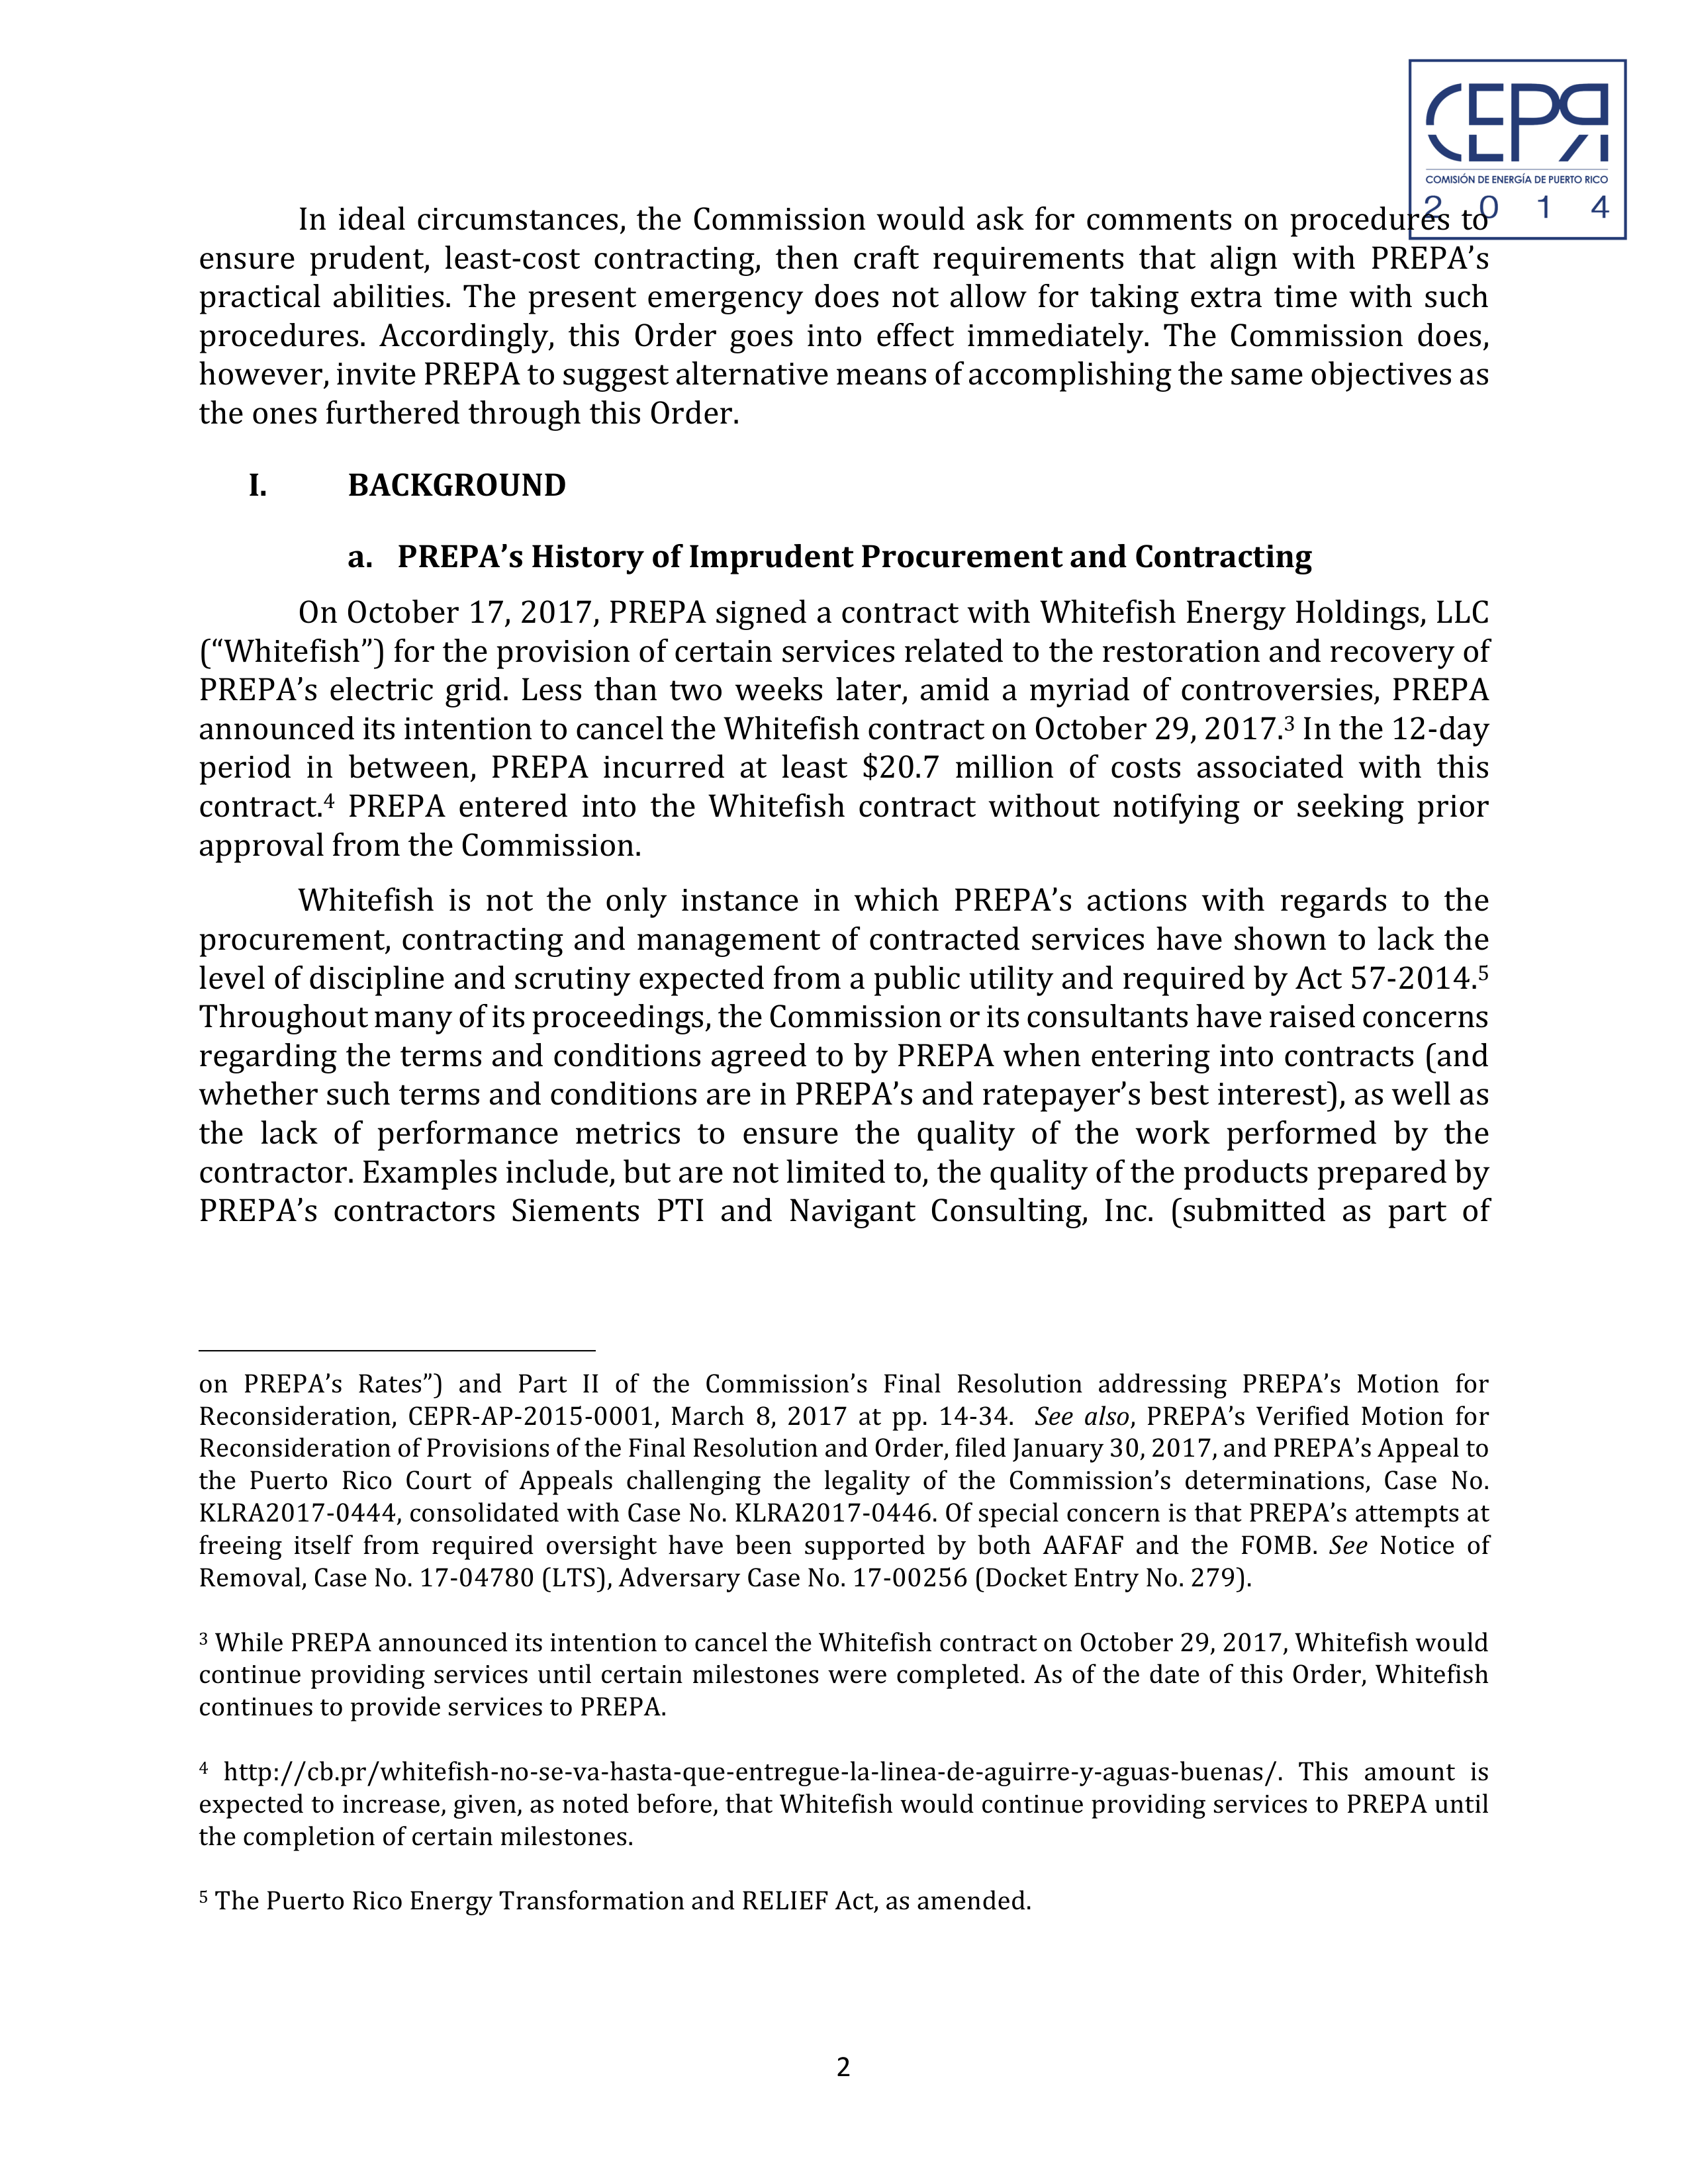 CEPR
COMISIÓN DE ENERGÍA DE PUERTO RICO
2 0 1 4
In ideal circumstances, the Commission would ask for comments on procedures to
ensure prudent, least-cost contracting, then craft requirements that align with PREPA’s
practical abilities. The present emergency does not allow for taking extra time with such
procedures. Accordingly, this Order goes into effect immediately. The Commission does,
however, invite PREPA to suggest alternative means of accomplishing the same objectives as
the ones furthered through this Order.
I. BACKGROUND
a. PREPA’s History of Imprudent Procurement and Contracting
On October 17, 2017, PREPA signed a contract with Whitefish Energy Holdings, LLC
(“Whitefish”) for the provision of certain services related to the restoration and recovery of
PREPA’s electric grid. Less than two weeks later, amid a myriad of controversies, PREPA
announced its intention to cancel the Whitefish contract on October 29, 2017.³ In the 12-day
period in between, PREPA incurred at least $20.7 million of costs associated with this
contract.⁴ PREPA entered into the Whitefish contract without notifying or seeking prior
approval from the Commission.
Whitefish is not the only instance in which PREPA’s actions with regards to the
procurement, contracting and management of contracted services have shown to lack the
level of discipline and scrutiny expected from a public utility and required by Act 57-2014.⁵
Throughout many of its proceedings, the Commission or its consultants have raised concerns
regarding the terms and conditions agreed to by PREPA when entering into contracts (and
whether such terms and conditions are in PREPA’s and ratepayer’s best interest), as well as
the lack of performance metrics to ensure the quality of the work performed by the
contractor. Examples include, but are not limited to, the quality of the products prepared by
PREPA’s contractors Siements PTI and Navigant Consulting, Inc. (submitted as part of
on PREPA’s Rates”) and Part II of the Commission’s Final Resolution addressing PREPA’s Motion for
Reconsideration, CEPR-AP-2015-0001, March 8, 2017 at pp. 14-34. See also, PREPA’s Verified Motion for
Reconsideration of Provisions of the Final Resolution and Order, filed January 30, 2017, and PREPA’s Appeal to
the Puerto Rico Court of Appeals challenging the legality of the Commission’s determinations, Case No.
KLRA2017-0444, consolidated with Case No. KLRA2017-0446. Of special concern is that PREPA’s attempts at
freeing itself from required oversight have been supported by both AAFAF and the FOMB. See Notice of
Removal, Case No. 17-04780 (LTS), Adversary Case No. 17-00256 (Docket Entry No. 279).
³ While PREPA announced its intention to cancel the Whitefish contract on October 29, 2017, Whitefish would
continue providing services until certain milestones were completed. As of the date of this Order, Whitefish
continues to provide services to PREPA.
⁴ http://cb.pr/whitefish-no-se-va-hasta-que-entregue-la-linea-de-aguirre-y-aguas-buenas/. This amount is
expected to increase, given, as noted before, that Whitefish would continue providing services to PREPA until
the completion of certain milestones.
⁵ The Puerto Rico Energy Transformation and RELIEF Act, as amended.
2